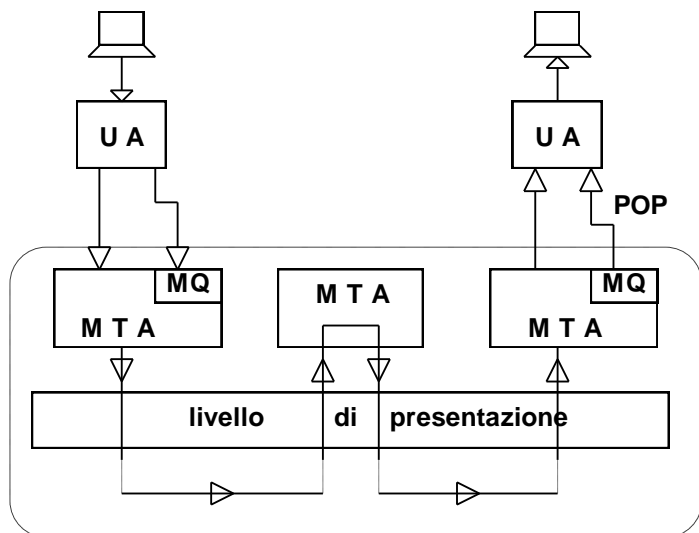 U A
U A
POP
MQ
M T A
M T A
MQ
M T A
livello di presentazione